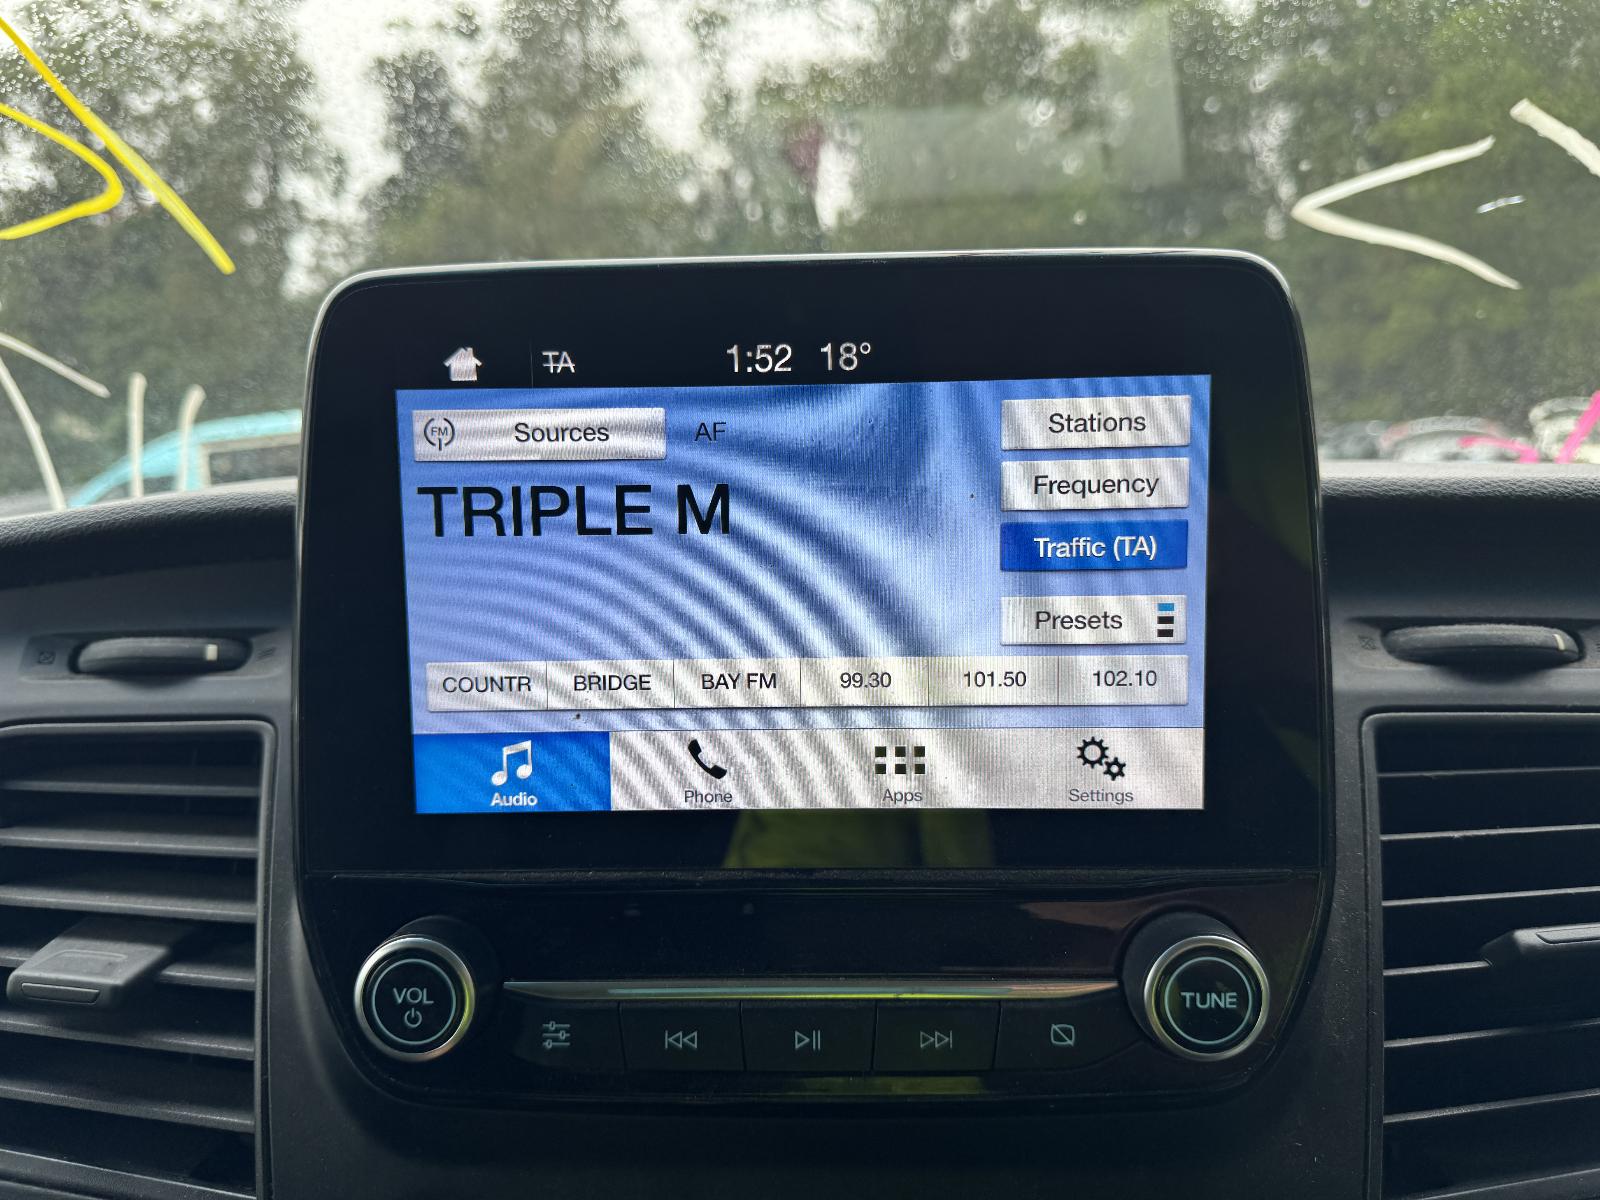 TA 1:52 18°
FM Sources AF Stations
Frequency
TRIPLE M
Traffic (TA)
Presets
COUNTR BRIDGE BAY FM 99.30 101.50 102.10
Audio Phone Apps Settings
VOL TUNE